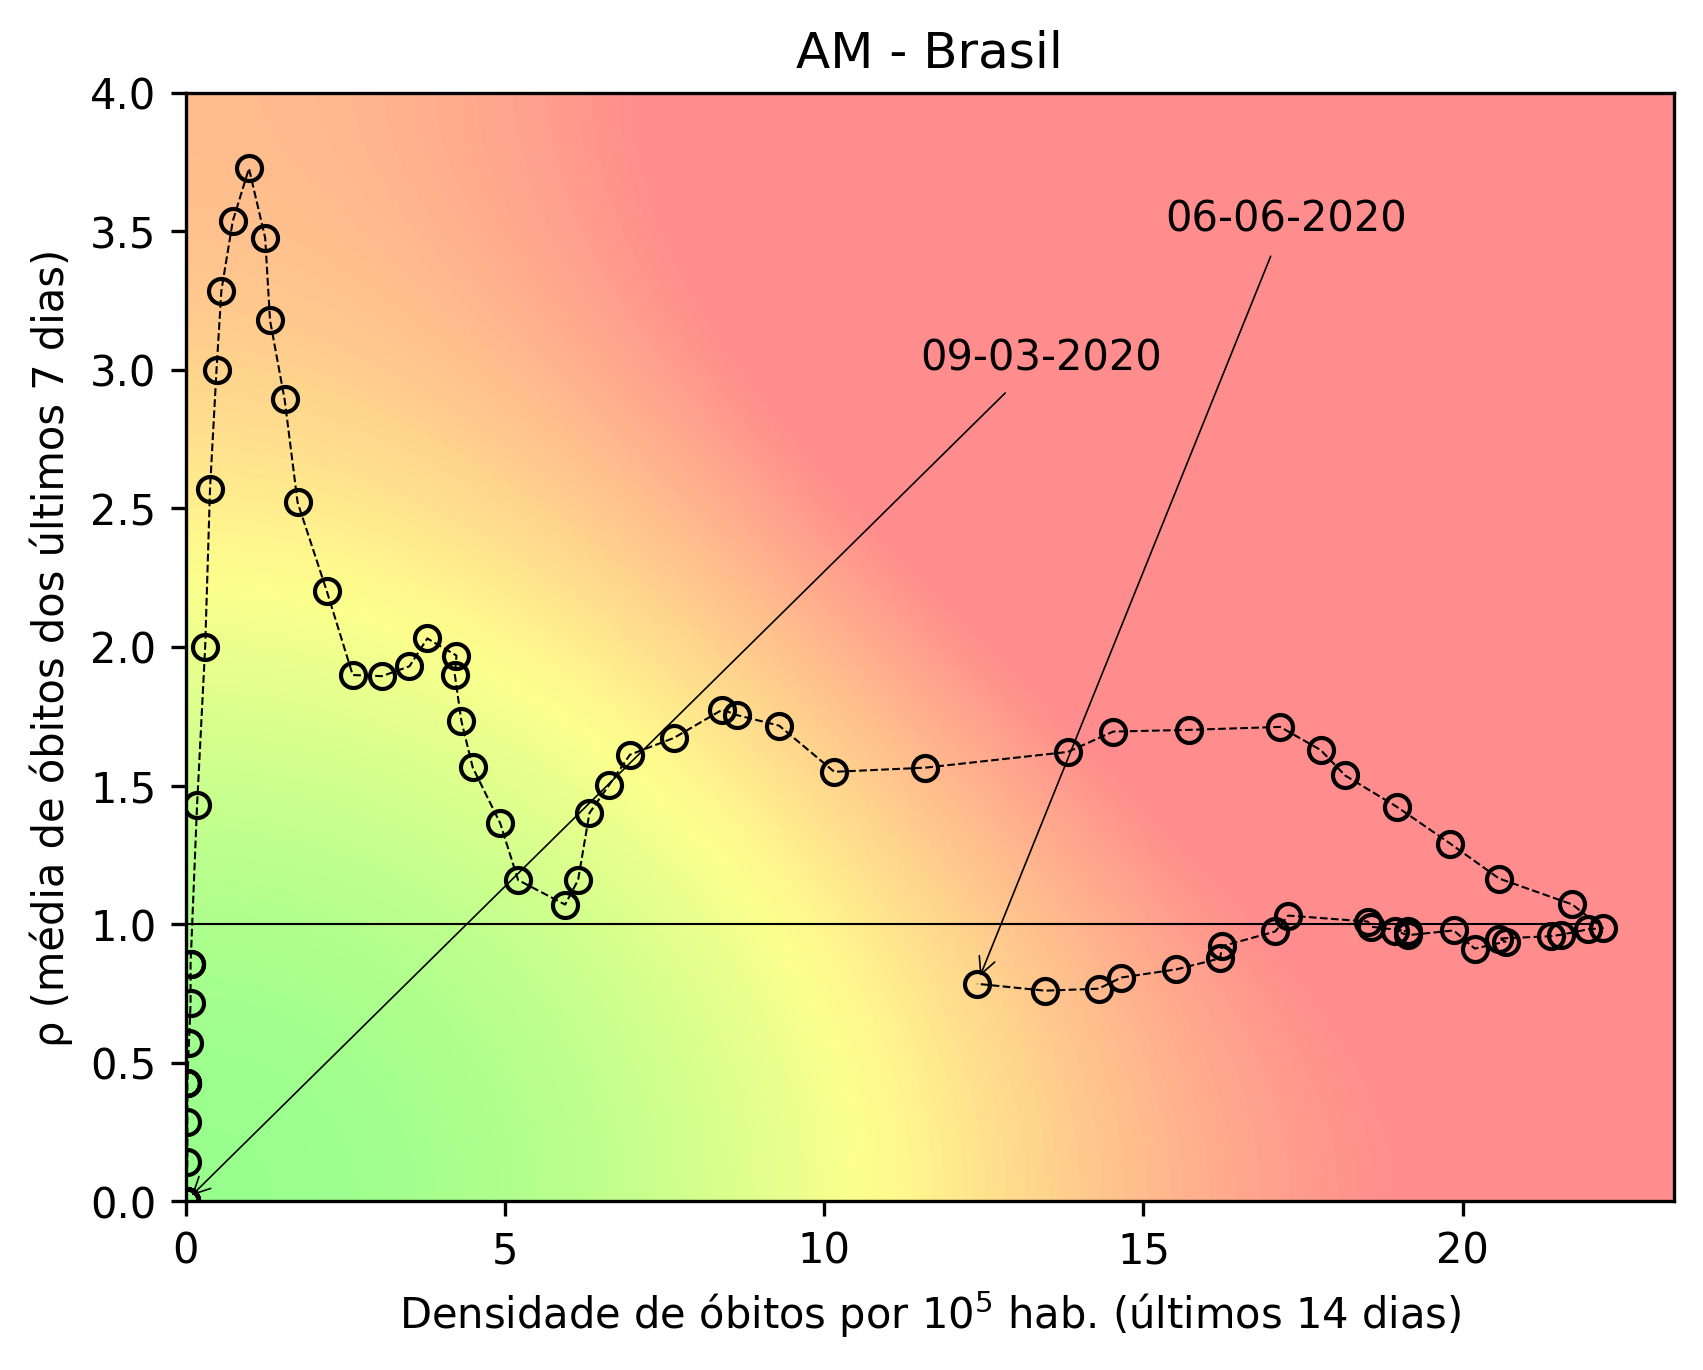 AM - Brasil
4.0
3.5
3.0
2.5
2.0
1.5
1.0
0.5
0.0
ρ (média de óbitos dos últimos 7 dias)
06-06-2020
09-03-2020
0 5 10 15 20
Densidade de óbitos por 10⁵ hab. (últimos 14 dias)